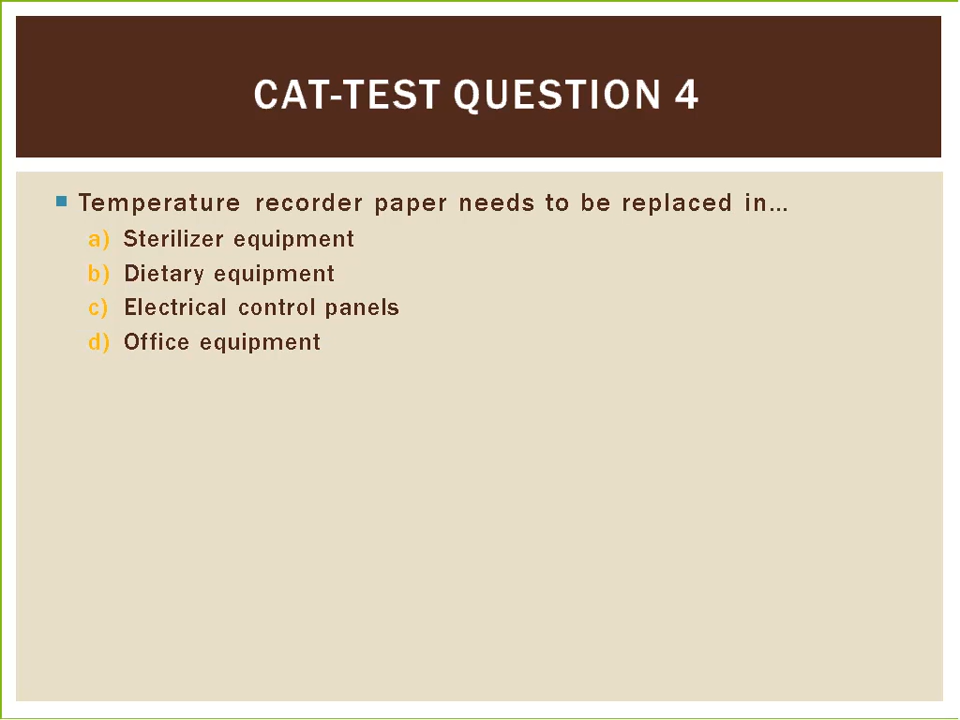 CAT-TEST QUESTION 4
Temperature recorder paper needs to be replaced in...
a) Sterilizer equipment
b) Dietary equipment
c) Electrical control panels
d) Office equipment